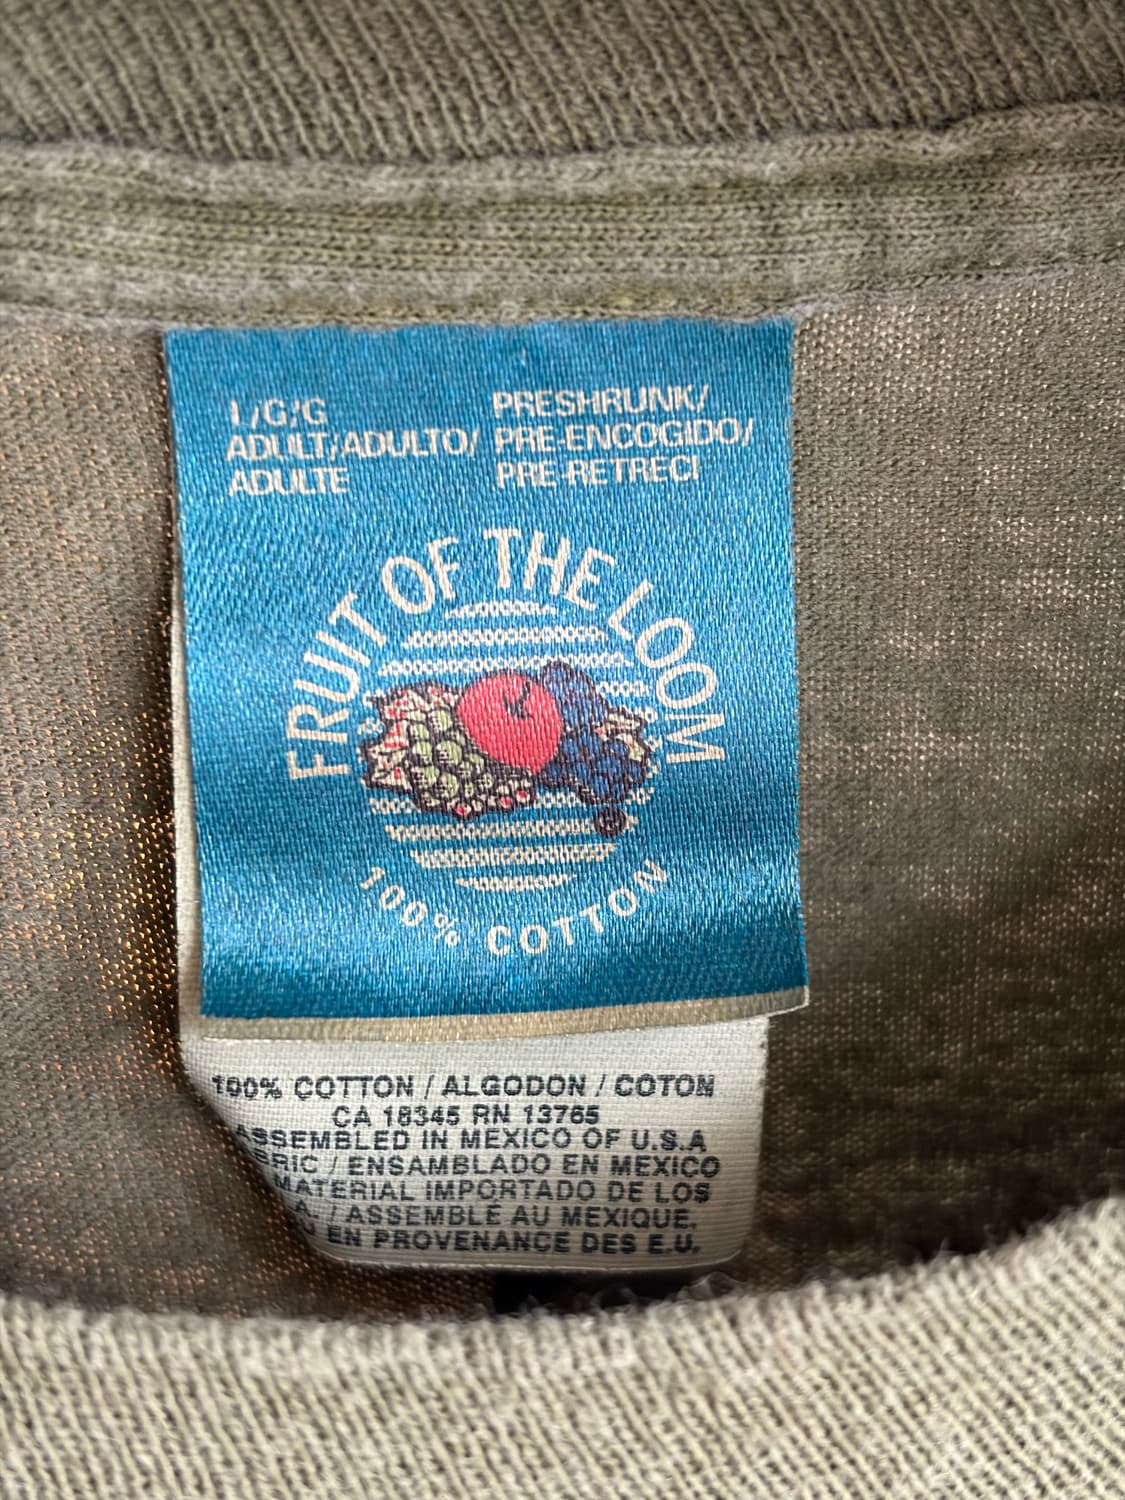 L/G/G
ADULT/ADULTO/
ADULTE
PRESHRUNK/
PRE-ENCOGIDO/
PRE-RETRECI
FRUIT OF THE LOOM
100% COTTON
100% COTTON / ALGODON / COTON
CA 18345 RN 13765
ASSEMBLED IN MEXICO OF U.S.A
BRIC / ENSAMBLADO EN MEXICO
MATERIAL IMPORTADO DE LOS
A. / ASSEMBLÉ AU MEXIQUE,
EN PROVENANCE DES E.U.